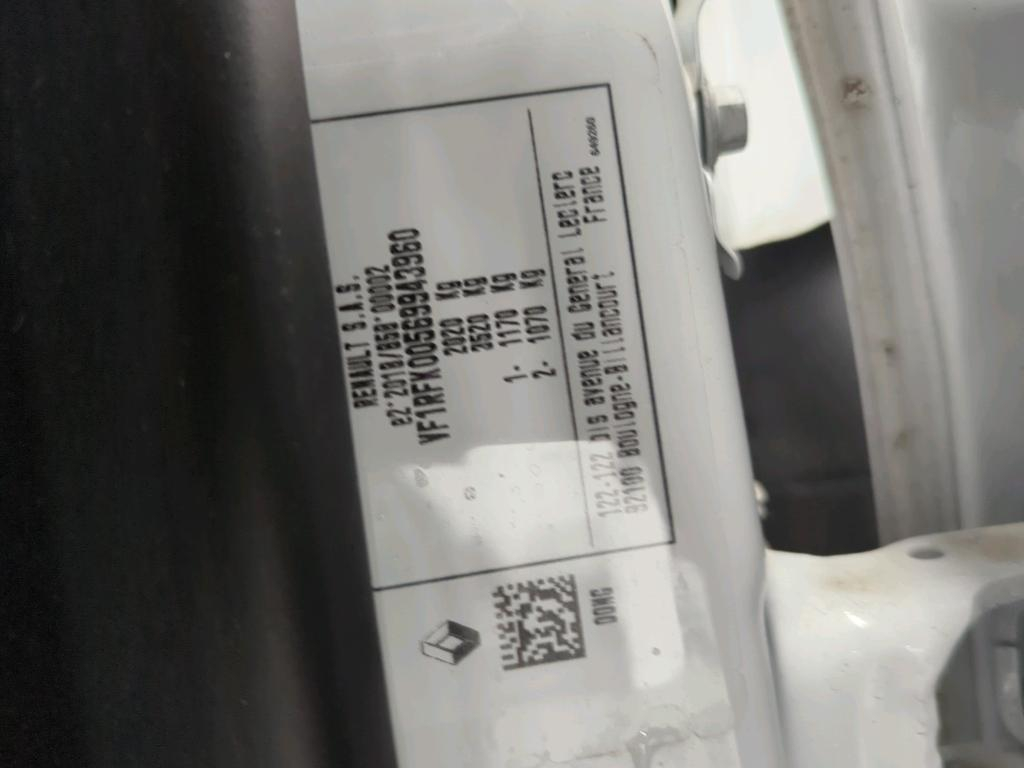 RENAULT S.A.S.
e2*2018/858*00002
VF1RFK00569943960
2020 Kg
3520 Kg
1- 1170 Kg
2- 1070 Kg
122-122 bis avenue du General Leclerc
92100 Boulogne-Billancourt France
649260